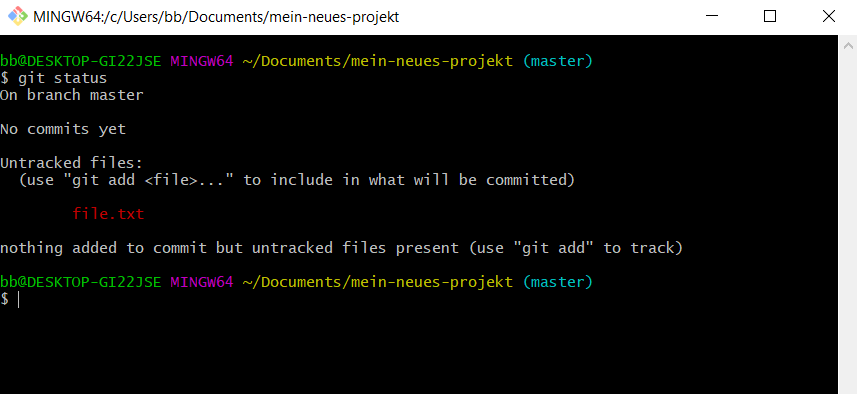 MINGW64:/c/Users/bb/Documents/mein-neues-projekt
bb@DESKTOP-GI22JSE MINGW64 ~/Documents/mein-neues-projekt (master)
$ git status
On branch master
No commits yet
Untracked files:
(use "git add <file>..." to include in what will be committed)
file.txt
nothing added to commit but untracked files present (use "git add" to track)
bb@DESKTOP-GI22JSE MINGW64 ~/Documents/mein-neues-projekt (master)
$